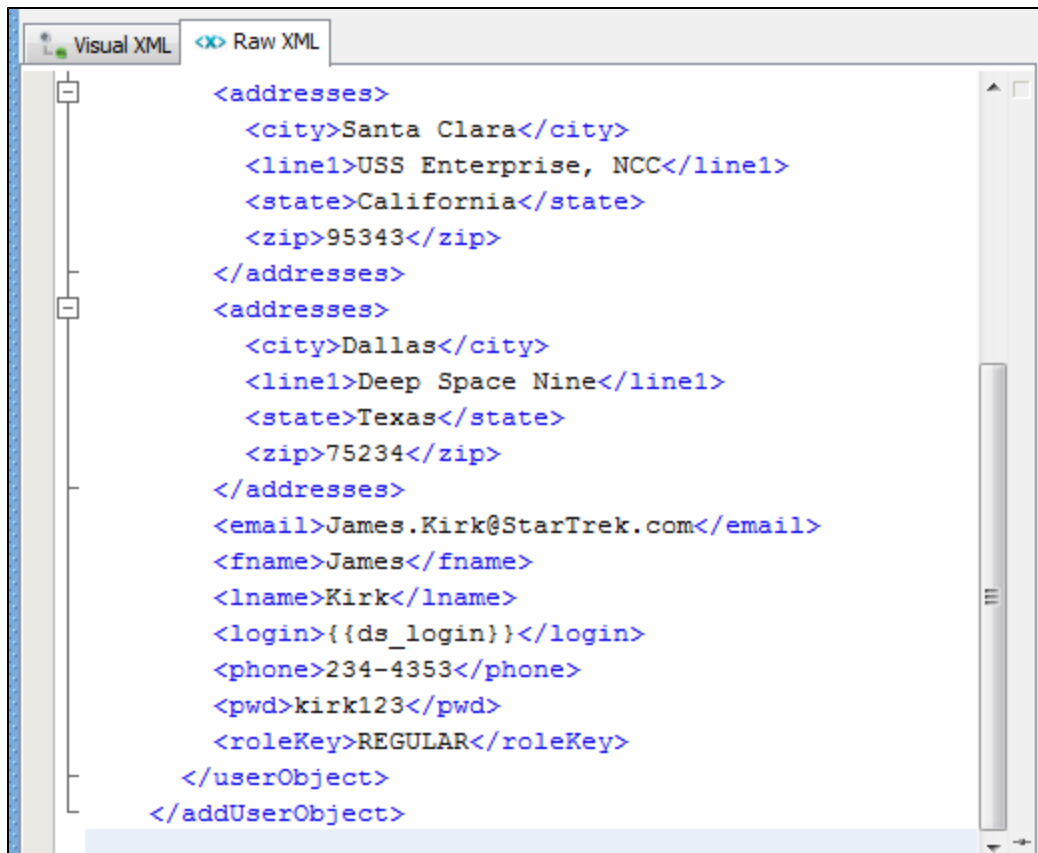 Visual XML <X> Raw XML
<addresses>
<city>Santa Clara</city>
<line1>USS Enterprise, NCC</line1>
<state>California</state>
<zip>95343</zip>
</addresses>
<addresses>
<city>Dallas</city>
<line1>Deep Space Nine</line1>
<state>Texas</state>
<zip>75234</zip>
</addresses>
<email>James.Kirk@StarTrek.com</email>
<fname>James</fname>
<lname>Kirk</lname>
<login>{{ds_login}}</login>
<phone>234-4353</phone>
<pwd>kirk123</pwd>
<roleKey>REGULAR</roleKey>
</userObject>
</addUserObject>